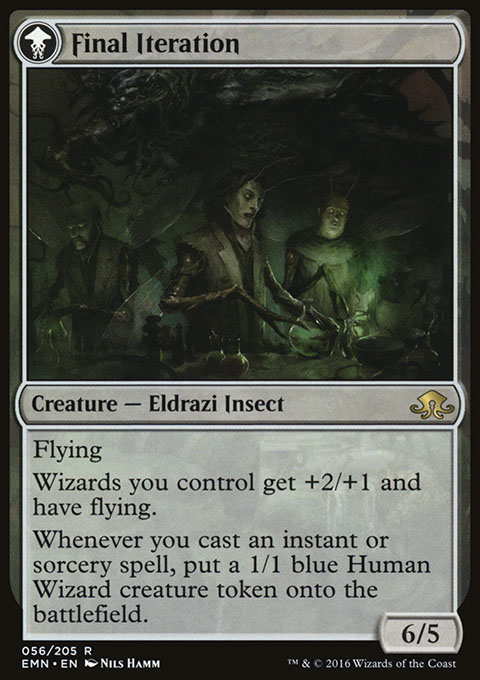 Final Iteration
Creature — Eldrazi Insect
Flying
Wizards you control get +2/+1 and
have flying.
Whenever you cast an instant or
sorcery spell, put a 1/1 blue Human
Wizard creature token onto the
battlefield.
6/5
056/205 R
EMN • EN Nils Hamm
™ & © 2016 Wizards of the Coast